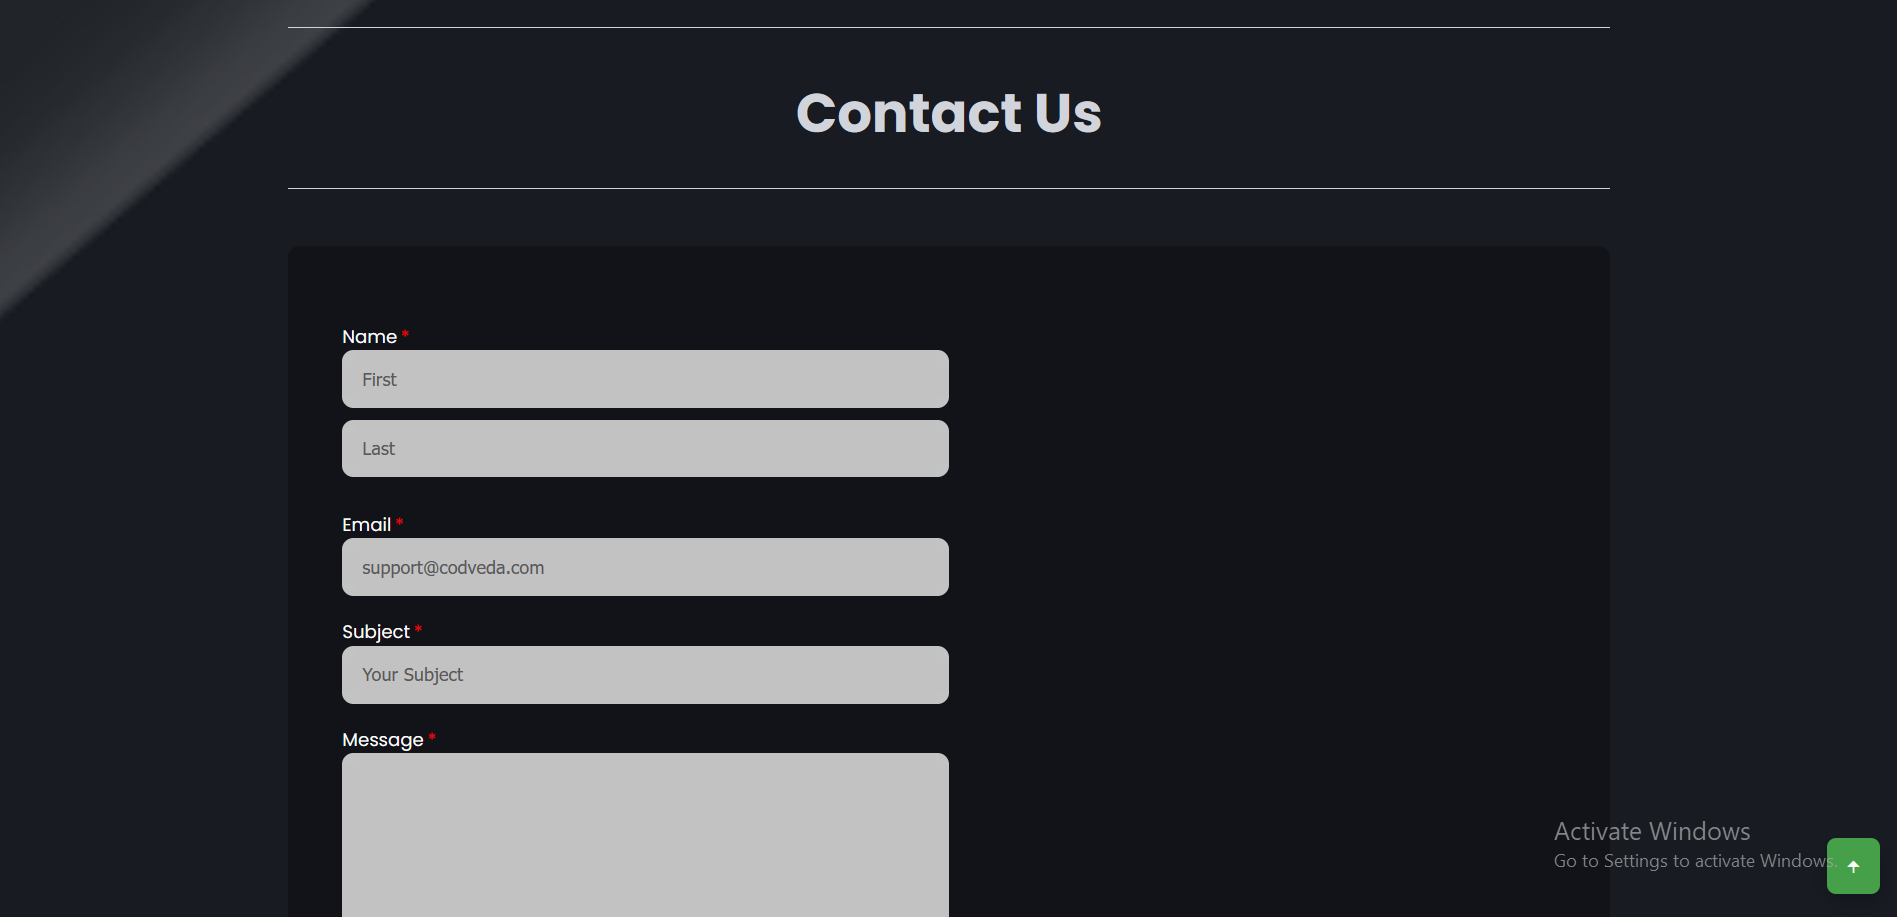 Contact Us
Name *
First
Last
Email *
support@codveda.com
Subject *
Your Subject
Message *
Activate Windows
Go to Settings to activate Windows.